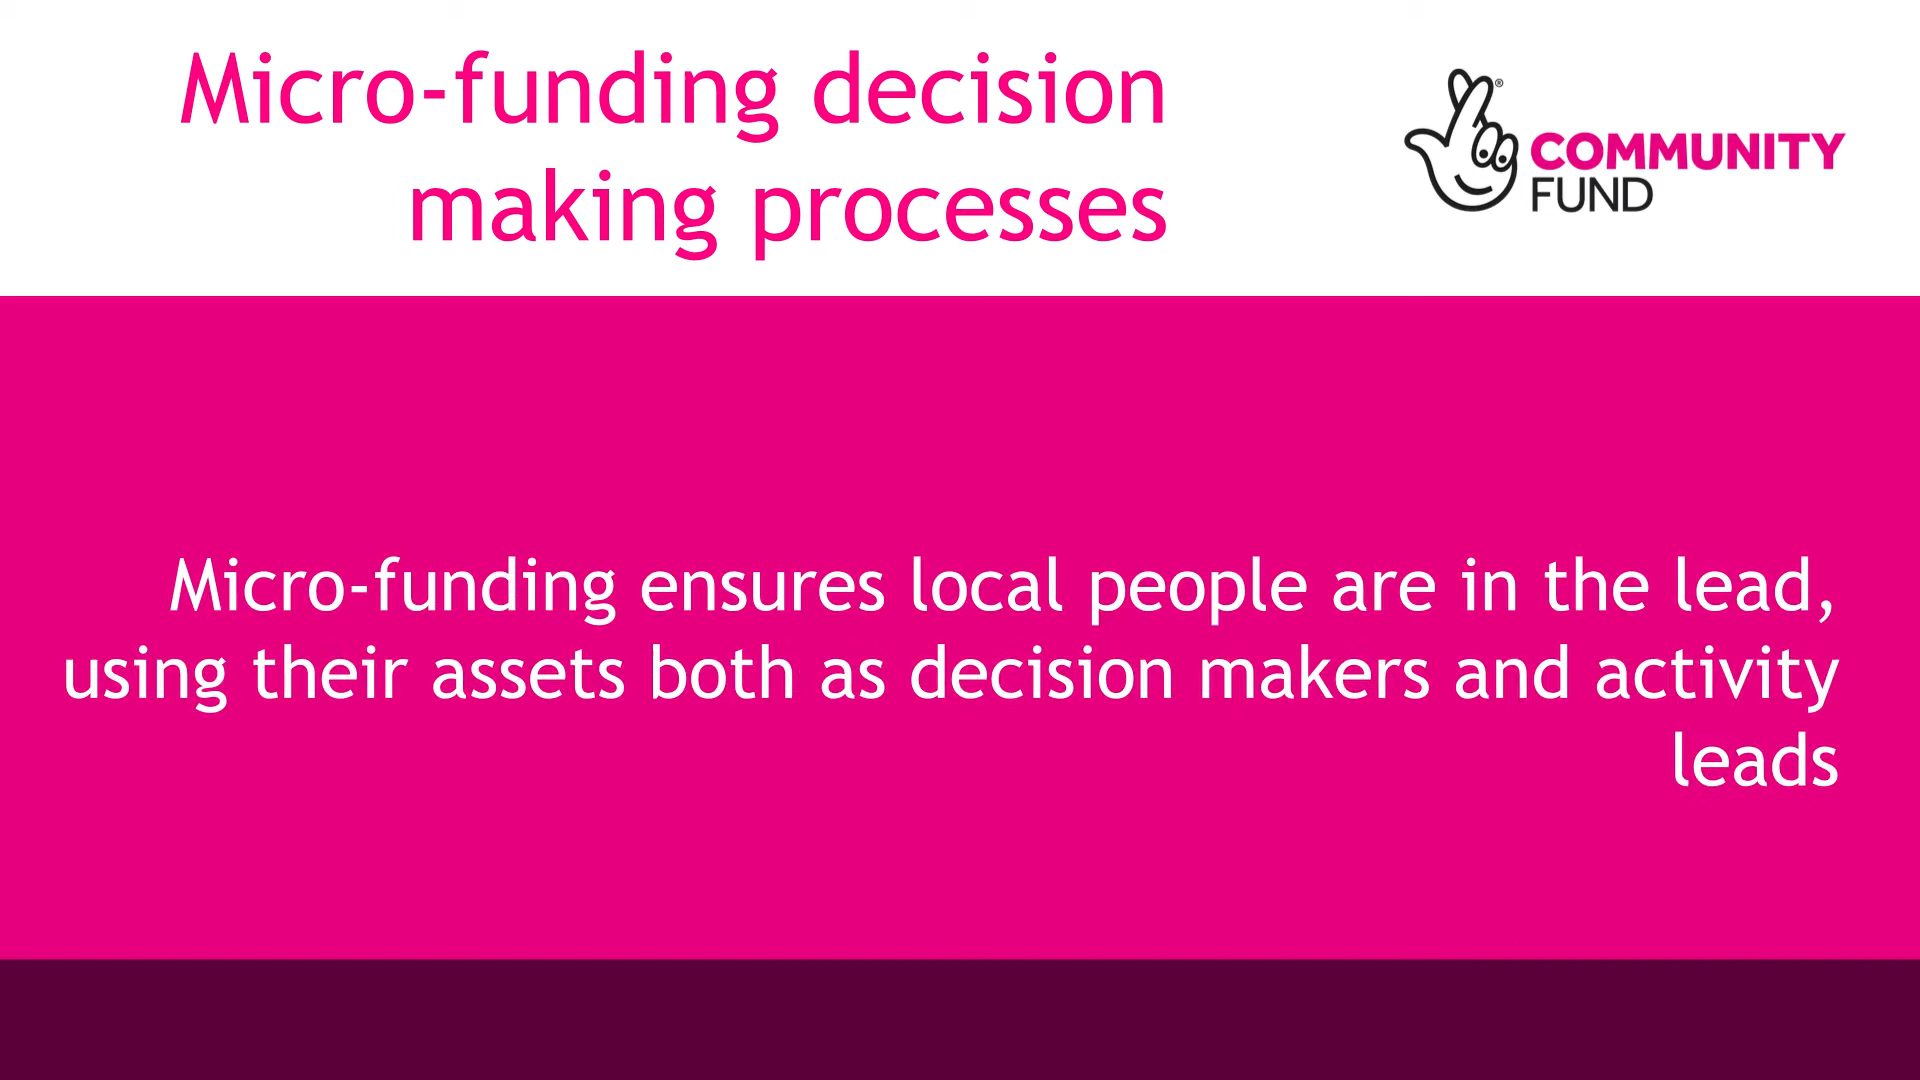 Micro-funding decision
making processes
®
COMMUNITY
FUND
Micro-funding ensures local people are in the lead,
using their assets both as decision makers and activity
leads